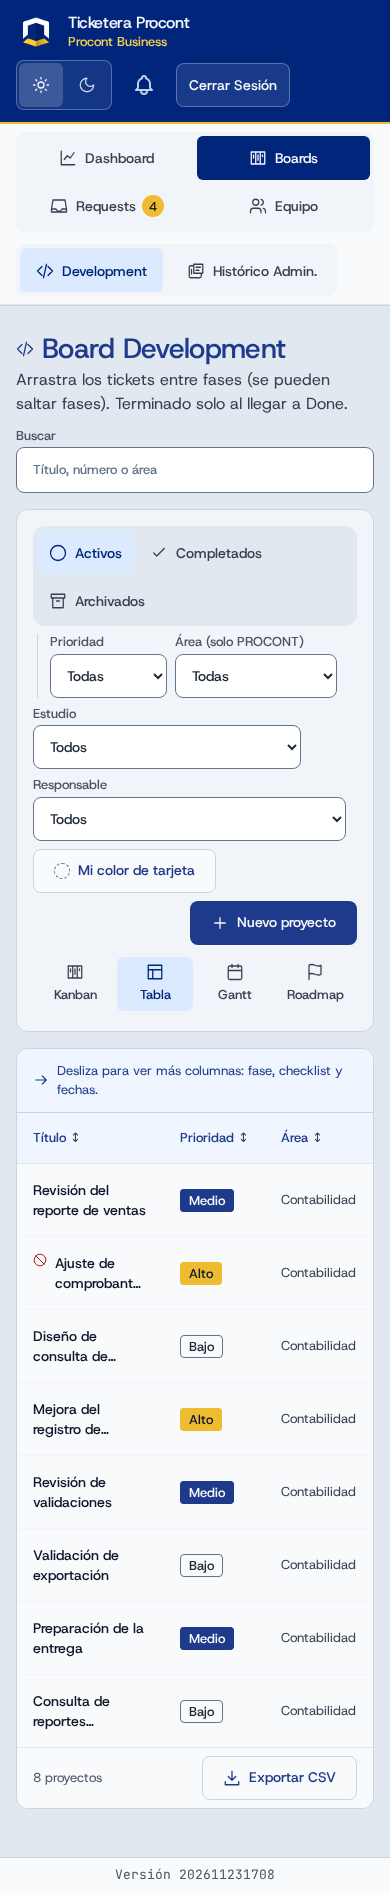 Ticketera Procont
Procont Business
Cerrar Sesión
Dashboard
Boards
Requests 4
Equipo
Development
Histórico Admin.
Board Development
Arrastra los tickets entre fases (se pueden
saltar fases). Terminado solo al llegar a Done.
Buscar
Título, número o área
Activos
Completados
Archivados
Prioridad
Área (solo PROCONT)
Todas
Todas
Estudio
Todos
Responsable
Todos
Mi color de tarjeta
Nuevo proyecto
Kanban
Tabla
Gantt
Roadmap
Desliza para ver más columnas: fase, checklist y
fechas.
Título ↕ Prioridad ↕ Área ↕
Revisión del
reporte de ventas
Medio
Contabilidad
Ajuste de
comprobant…
Alto
Contabilidad
Diseño de
consulta de…
Bajo
Contabilidad
Mejora del
registro de…
Alto
Contabilidad
Revisión de
validaciones
Medio
Contabilidad
Validación de
exportación
Bajo
Contabilidad
Preparación de la
entrega
Medio
Contabilidad
Consulta de
reportes…
Bajo
Contabilidad
8 proyectos
Exportar CSV
Versión 202611231708